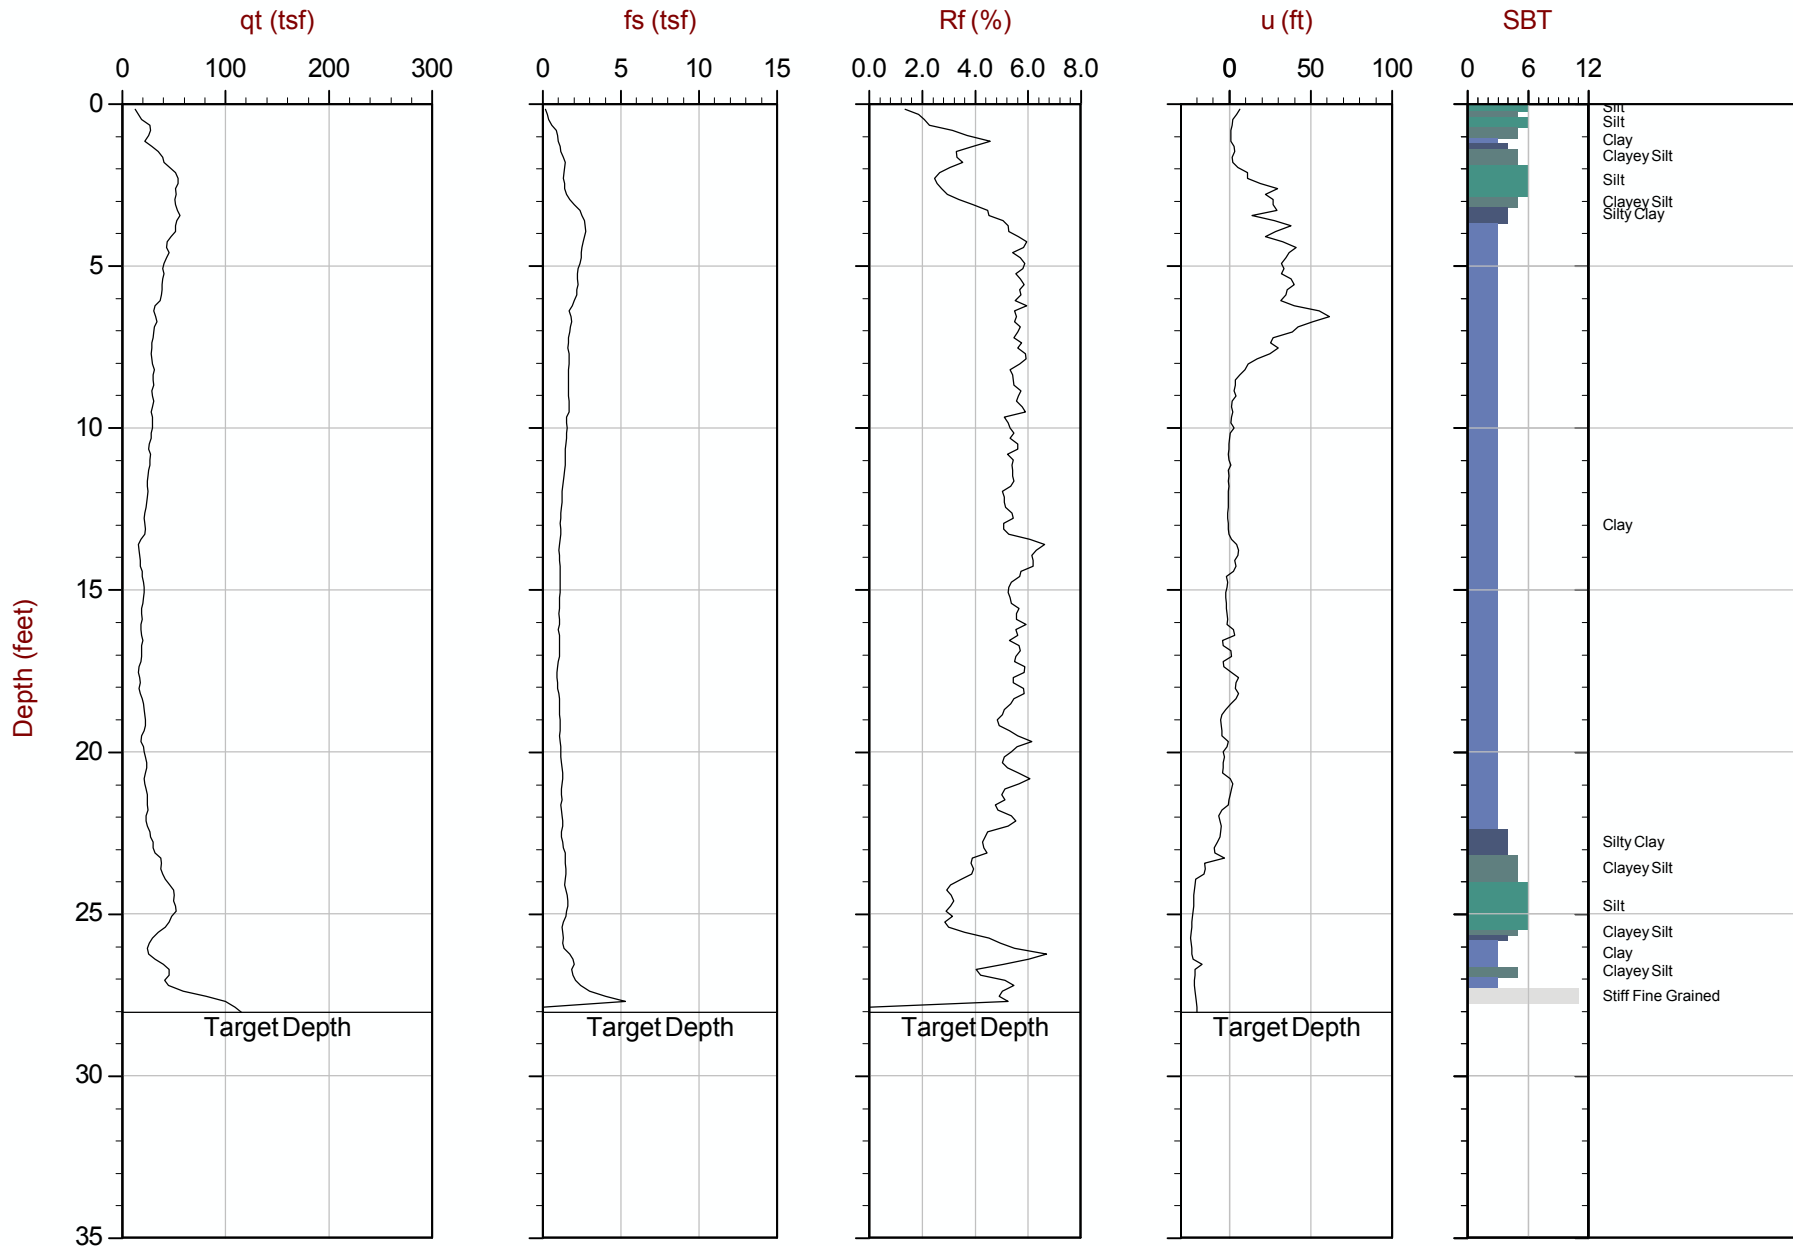 qt (tsf) fs (tsf) Rf (%) u (ft) SBT
0 100 200 300 0 5 10 15 0.0 2.0 4.0 6.0 8.0 0 50 100 0 6 12
0
Silt
Silt
Clay
Clayey Silt
Silt
Clayey Silt
Silty Clay
5
10
Clay
15
Depth (feet)
20
Silty Clay
Clayey Silt
Silt
25
Clayey Silt
Clay
Clayey Silt
Stiff Fine Grained
Target Depth Target Depth Target Depth Target Depth
30
35